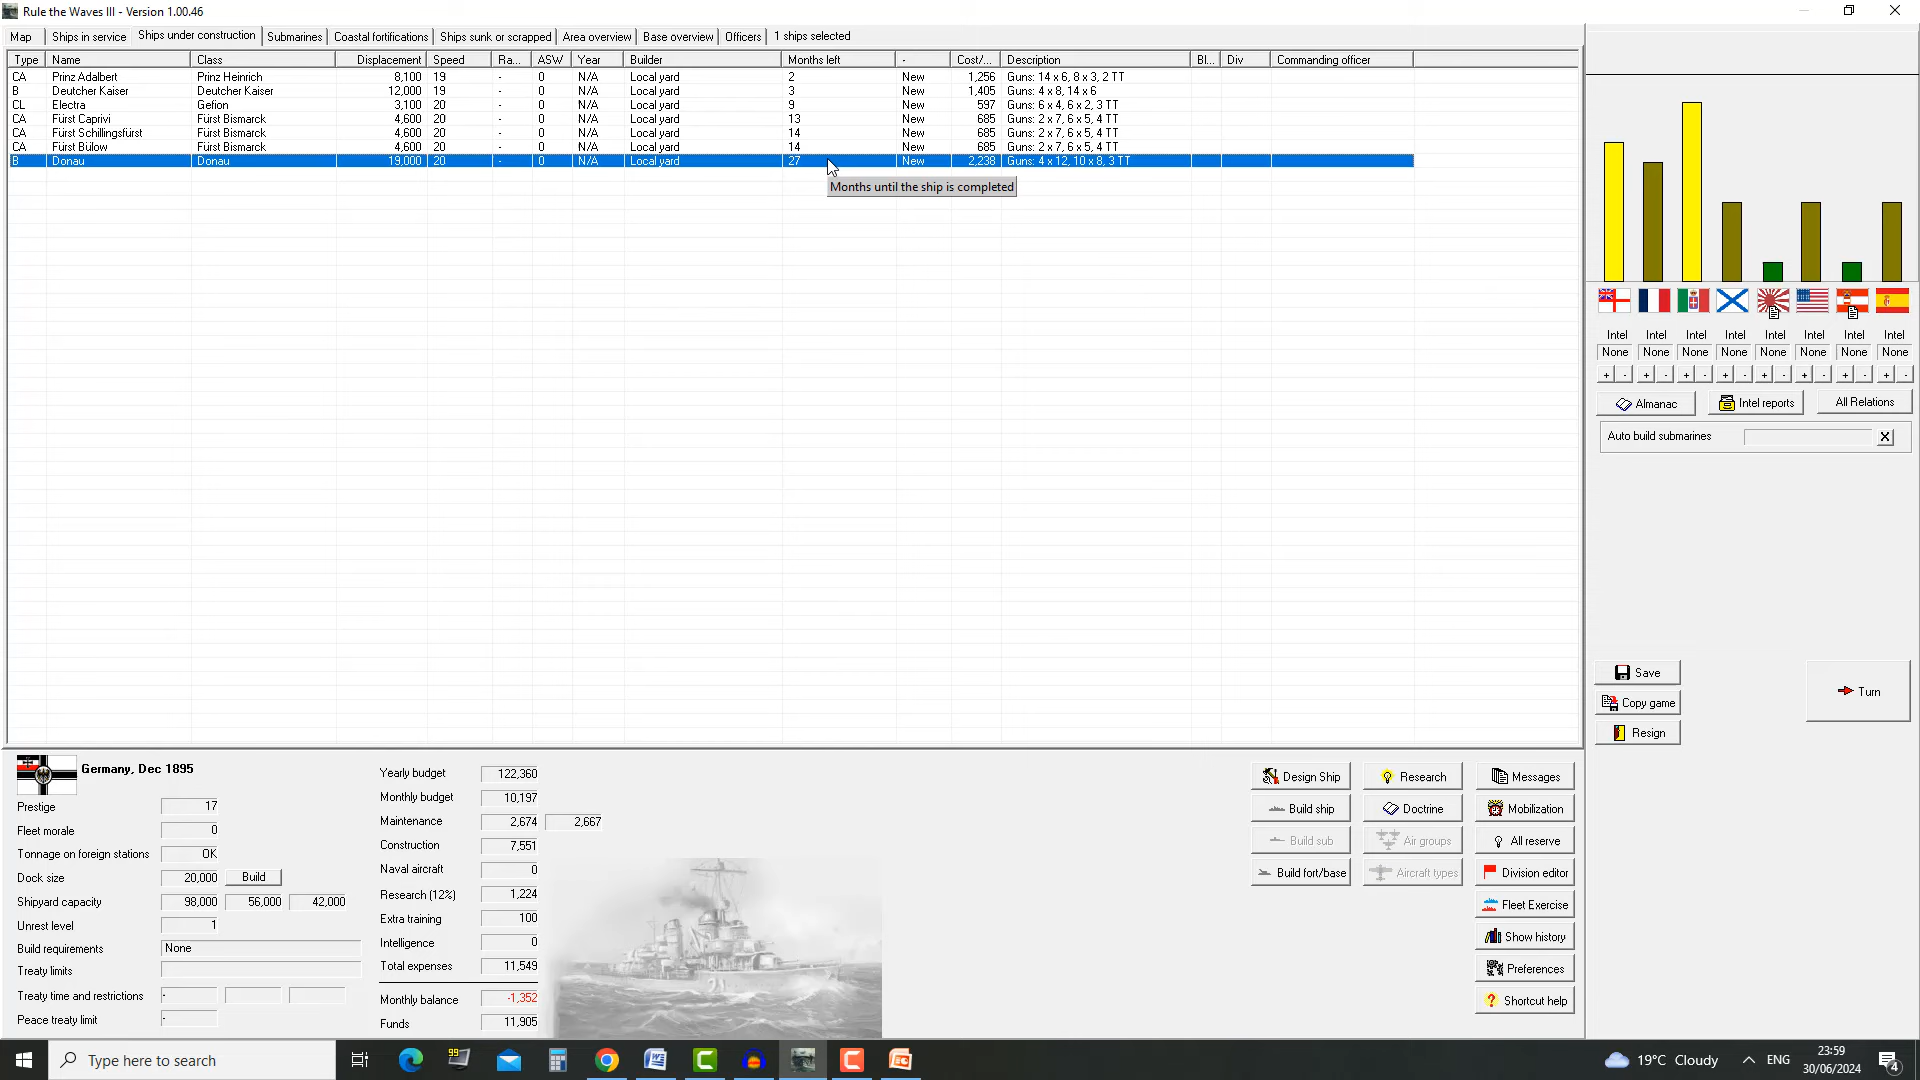 Rule the Waves III - Version 1.00.46
Map Ships in service Ships under construction Submarines Coastal fortifications Ships sunk or scrapped Area overview Base overview Officers 1 ships selected
Type Name Class Displacement Speed Ra... ASW Year Builder Months left - Cost/... Description Bl... Div Commanding officer
CA Prinz Adalbert Prinz Heinrich 8,100 19 - 0 N/A Local yard 2 New 1,256 Guns: 14 x 6, 8 x 3, 2 TT
B Deutcher Kaiser Deutcher Kaiser 12,000 19 - 0 N/A Local yard 3 New 1,405 Guns: 4 x 8, 14 x 6
CL Electra Gefion 3,100 20 - 0 N/A Local yard 9 New 597 Guns: 6 x 4, 6 x 2, 3 TT
CA Fürst Caprivi Fürst Bismarck 4,600 20 - 0 N/A Local yard 13 New 685 Guns: 2 x 7, 6 x 5, 4 TT
CA Fürst Schillingsfürst Fürst Bismarck 4,600 20 - 0 N/A Local yard 14 New 685 Guns: 2 x 7, 6 x 5, 4 TT
CA Fürst Bülow Fürst Bismarck 4,600 20 - 0 N/A Local yard 14 New 685 Guns: 2 x 7, 6 x 5, 4 TT
B Donau Donau 19,000 20 - 0 N/A Local yard 27 New 2,238 Guns: 4 x 12, 10 x 8, 3 TT
Months until the ship is completed
Intel Intel Intel Intel Intel Intel Intel Intel
None None None None None None None None
+ - + - + - + - + - + - + - + -
Almanac Intel reports All Relations
Auto build submarines X
Save
Copy game
Resign
Turn
Germany, Dec 1895
Prestige 17
Fleet morale 0
Tonnage on foreign stations OK
Dock size 20,000 Build
Shipyard capacity 98,000 56,000 42,000
Unrest level 1
Build requirements None
Treaty limits
Treaty time and restrictions -
Peace treaty limit -
Yearly budget 122,360
Monthly budget 10,197
Maintenance 2,674 2,667
Construction 7,551
Naval aircraft 0
Research (12%) 1,224
Extra training 100
Intelligence 0
Total expenses 11,549
Monthly balance -1,352
Funds 11,905
Design Ship Research Messages
Build ship Doctrine Mobilization
Build sub Air groups All reserve
Build fort/base Aircraft types Division editor
Fleet Exercise
Show history
Preferences
Shortcut help
Type here to search
99
19°C Cloudy
ENG
23:59
30/06/2024
4